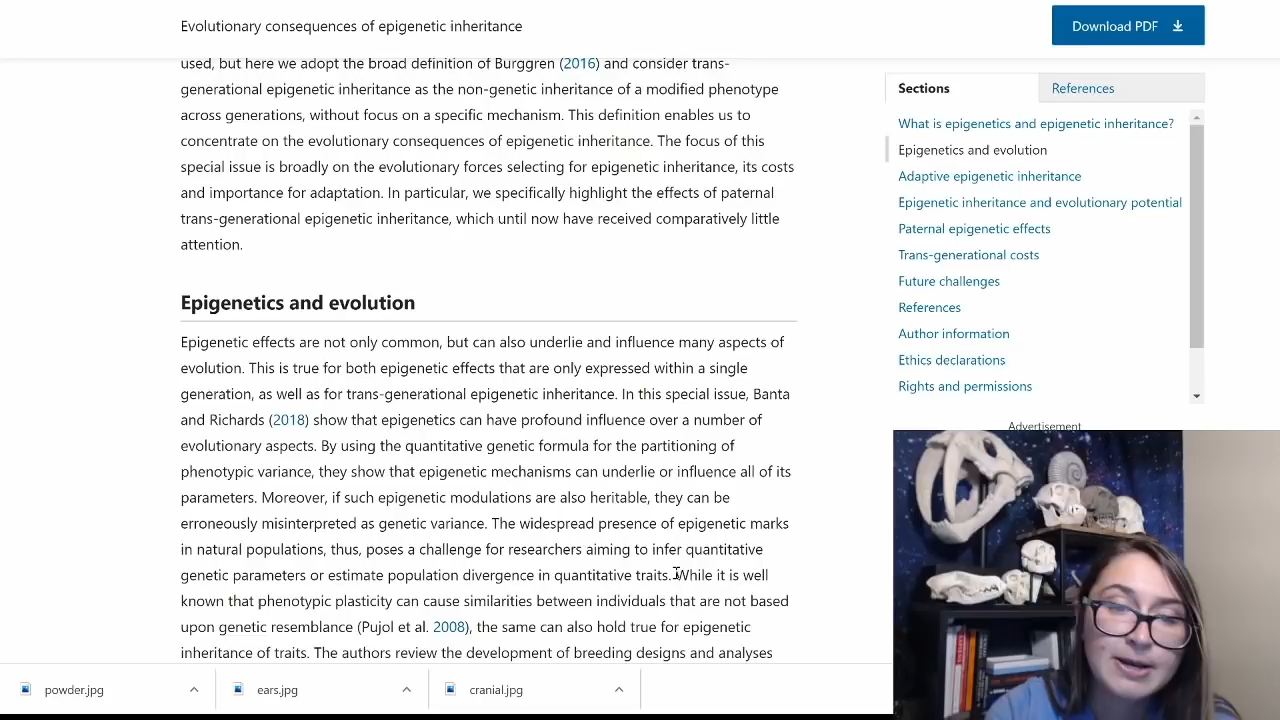 Evolutionary consequences of epigenetic inheritance
Download PDF
used, but here we adopt the broad definition of Burggren (2016) and consider trans-
generational epigenetic inheritance as the non-genetic inheritance of a modified phenotype
across generations, without focus on a specific mechanism. This definition enables us to
concentrate on the evolutionary consequences of epigenetic inheritance. The focus of this
special issue is broadly on the evolutionary forces selecting for epigenetic inheritance, its costs
and importance for adaptation. In particular, we specifically highlight the effects of paternal
trans-generational epigenetic inheritance, which until now have received comparatively little
attention.
Epigenetics and evolution
Epigenetic effects are not only common, but can also underlie and influence many aspects of
evolution. This is true for both epigenetic effects that are only expressed within a single
generation, as well as for trans-generational epigenetic inheritance. In this special issue, Banta
and Richards (2018) show that epigenetics can have profound influence over a number of
evolutionary aspects. By using the quantitative genetic formula for the partitioning of
phenotypic variance, they show that epigenetic mechanisms can underlie or influence all of its
parameters. Moreover, if such epigenetic modulations are also heritable, they can be
erroneously misinterpreted as genetic variance. The widespread presence of epigenetic marks
in natural populations, thus, poses a challenge for researchers aiming to infer quantitative
genetic parameters or estimate population divergence in quantitative traits. While it is well
known that phenotypic plasticity can cause similarities between individuals that are not based
upon genetic resemblance (Pujol et al. 2008), the same can also hold true for epigenetic
inheritance of traits. The authors review the development of breeding designs and analyses
Sections
References
What is epigenetics and epigenetic inheritance?
Epigenetics and evolution
Adaptive epigenetic inheritance
Epigenetic inheritance and evolutionary potential
Paternal epigenetic effects
Trans-generational costs
Future challenges
References
Author information
Ethics declarations
Rights and permissions
Advertisement
powder.jpg
ears.jpg
cranial.jpg